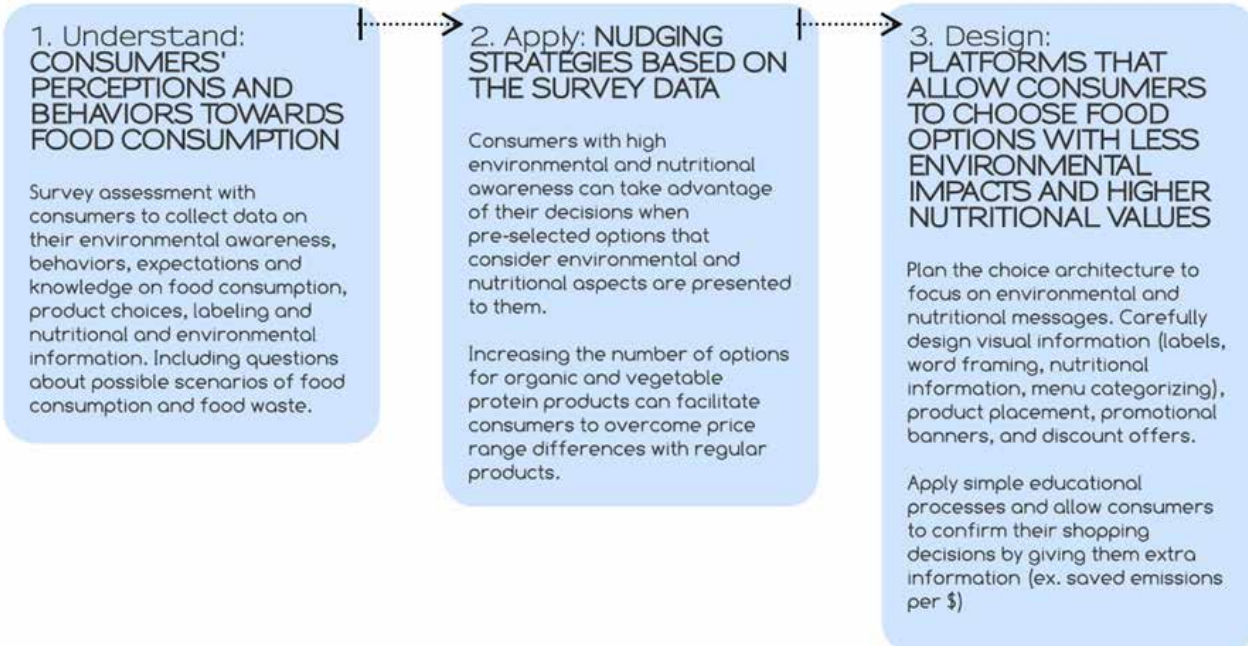 1. Understand:
CONSUMERS'
PERCEPTIONS AND
BEHAVIORS TOWARDS
FOOD CONSUMPTION
Survey assessment with
consumers to collect data on
their environmental awareness,
behaviors, expectations and
knowledge on food consumption,
product choices, labeling and
nutritional and environmental
information. Including questions
about possible scenarios of food
consumption and food waste.
2. Apply: NUDGING
STRATEGIES BASED ON
THE SURVEY DATA
Consumers with high
environmental and nutritional
awareness can take advantage
of their decisions when
pre-selected options that
consider environmental and
nutritional aspects are presented
to them.
Increasing the number of options
for organic and vegetable
protein products can facilitate
consumers to overcome price
range differences with regular
products.
3. Design:
PLATFORMS THAT
ALLOW CONSUMERS
TO CHOOSE FOOD
OPTIONS WITH LESS
ENVIRONMENTAL
IMPACTS AND HIGHER
NUTRITIONAL VALUES
Plan the choice architecture to
focus on environmental and
nutritional messages. Carefully
design visual information (labels,
word framing, nutritional
information, menu categorizing),
product placement, promotional
banners, and discount offers.
Apply simple educational
processes and allow consumers
to confirm their shopping
decisions by giving them extra
information (ex. saved emissions
per $)